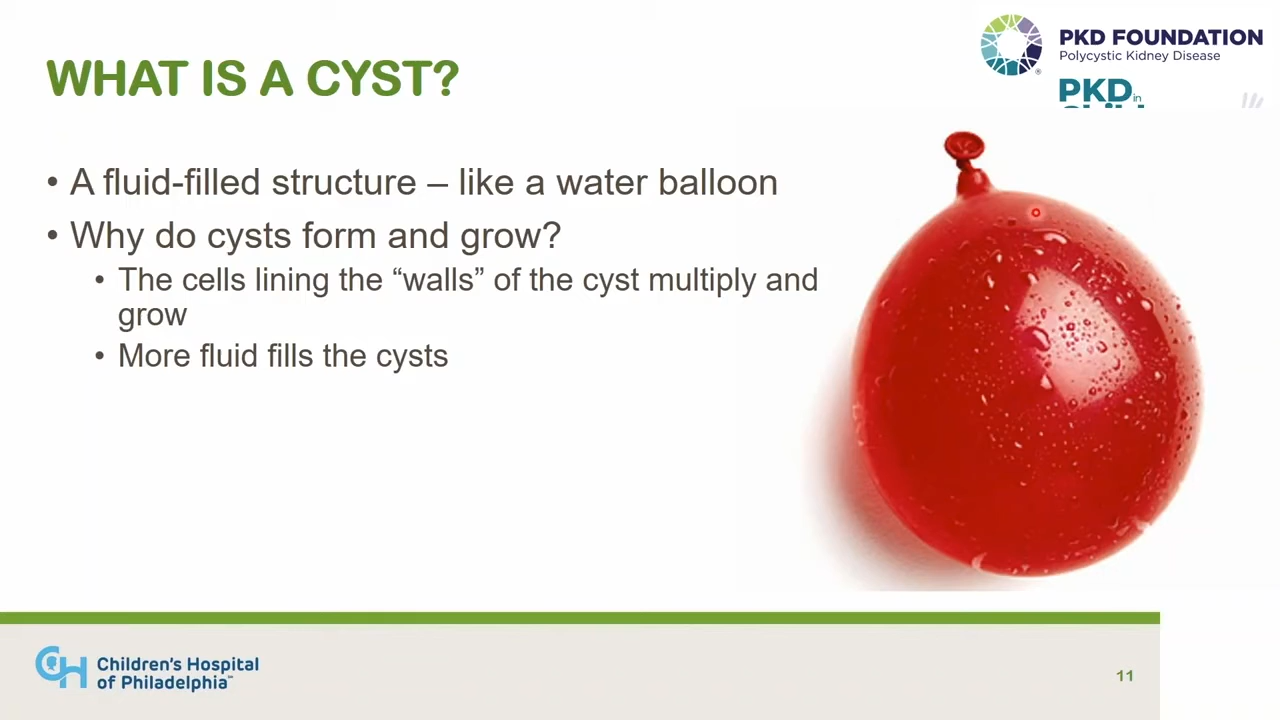 PKD FOUNDATION
Polycystic Kidney Disease
PKD in
WHAT IS A CYST?
• A fluid-filled structure – like a water balloon
• Why do cysts form and grow?
• The cells lining the “walls” of the cyst multiply and
grow
• More fluid fills the cysts
Children's Hospital
of Philadelphia
11